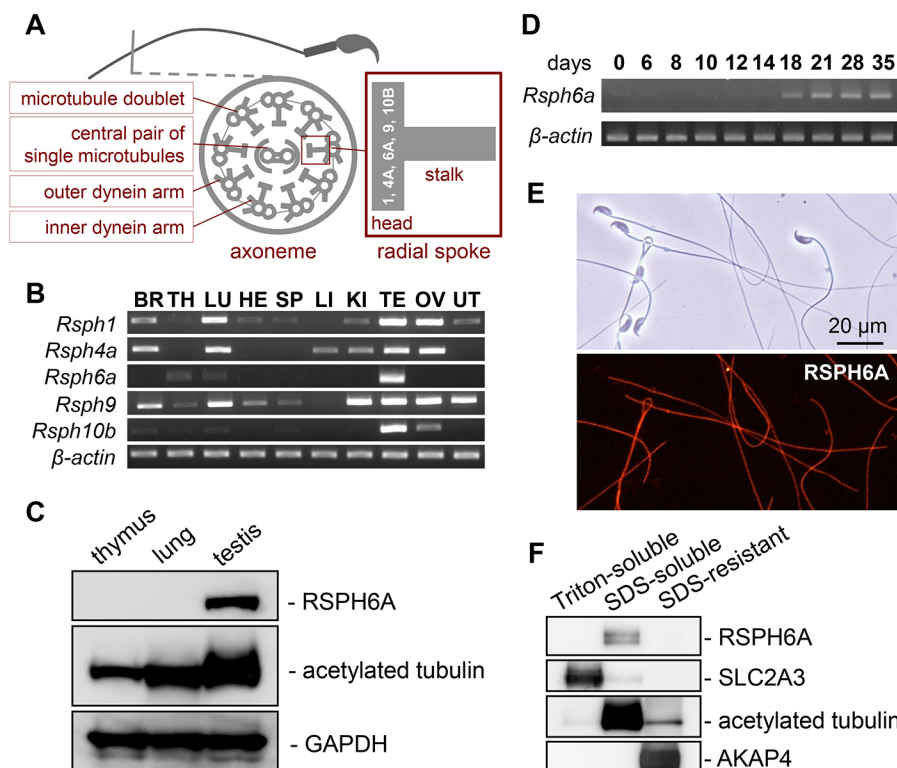 A
microtubule doublet
central pair of
single microtubules
outer dynein arm
inner dynein arm
axoneme
1, 4A, 6A, 9, 10B
stalk
head
radial spoke
B
BR TH LU HE SP LI KI TE OV UT
Rsph1
Rsph4a
Rsph6a
Rsph9
Rsph10b
β-actin
C
thymus
lung
testis
- RSPH6A
- acetylated tubulin
- GAPDH
D
days 0 6 8 10 12 14 18 21 28 35
Rsph6a
β-actin
E
20 µm
RSPH6A
F
Triton-soluble
SDS-soluble
SDS-resistant
- RSPH6A
- SLC2A3
- acetylated tubulin
- AKAP4